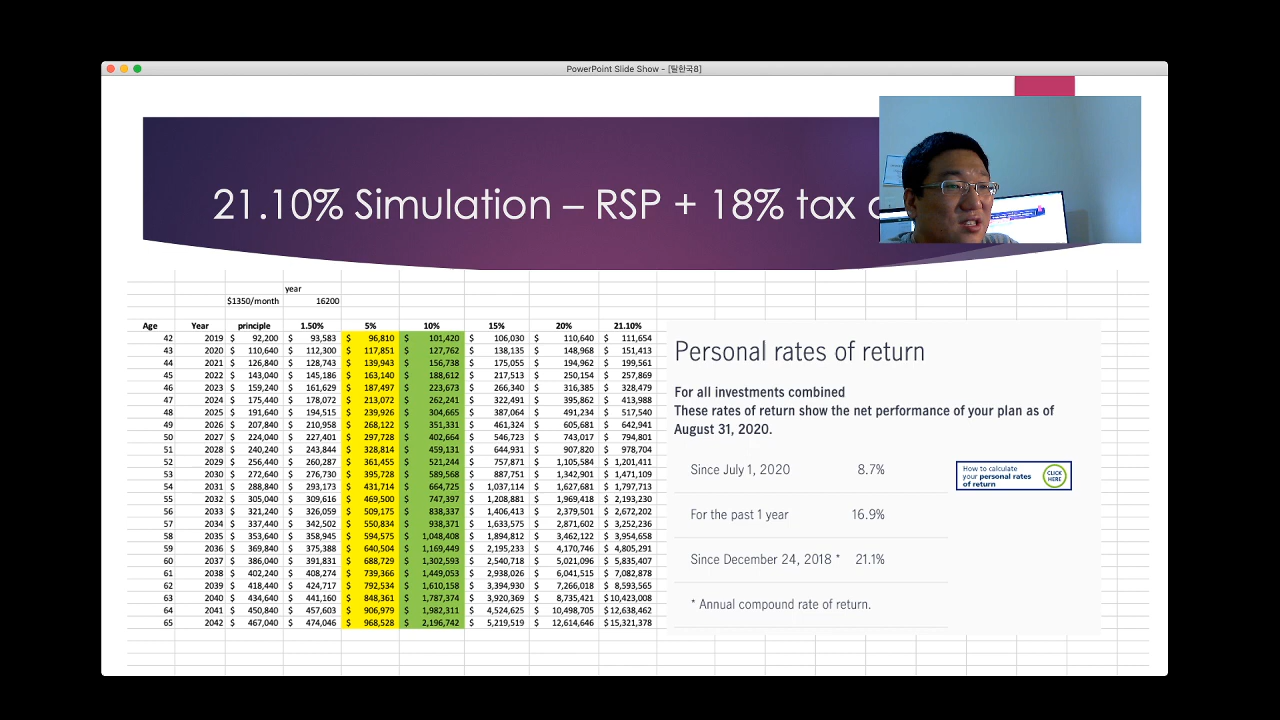 PowerPoint Slide Show - [탈한국8]
21.10% Simulation – RSP + 18% tax
year
$1350/month 16200
Age Year principle 1.50% 5% 10% 15% 20% 21.10%
42 2019 $ 92,200 $ 93,583 $ 96,810 $ 101,420 $ 106,030 $ 110,640 $ 111,654
43 2020 $ 110,640 $ 112,300 $ 117,851 $ 127,762 $ 138,135 $ 148,968 $ 151,413
44 2021 $ 126,840 $ 128,743 $ 139,943 $ 156,738 $ 175,055 $ 194,962 $ 199,561
45 2022 $ 143,040 $ 145,186 $ 163,140 $ 188,612 $ 217,513 $ 250,154 $ 257,869
46 2023 $ 159,240 $ 161,629 $ 187,497 $ 223,673 $ 266,340 $ 316,385 $ 328,479
47 2024 $ 175,440 $ 178,072 $ 213,072 $ 262,241 $ 322,491 $ 395,862 $ 413,988
48 2025 $ 191,640 $ 194,515 $ 239,926 $ 304,665 $ 387,064 $ 491,234 $ 517,540
49 2026 $ 207,840 $ 210,958 $ 268,122 $ 351,331 $ 461,324 $ 605,681 $ 642,941
50 2027 $ 224,040 $ 227,401 $ 297,728 $ 402,664 $ 546,723 $ 743,017 $ 794,801
51 2028 $ 240,240 $ 243,844 $ 328,814 $ 459,131 $ 644,931 $ 907,820 $ 978,704
52 2029 $ 256,440 $ 260,287 $ 361,455 $ 521,244 $ 757,871 $ 1,105,584 $ 1,201,411
53 2030 $ 272,640 $ 276,730 $ 395,728 $ 589,568 $ 887,751 $ 1,342,901 $ 1,471,109
54 2031 $ 288,840 $ 293,173 $ 431,714 $ 664,725 $ 1,037,114 $ 1,627,681 $ 1,797,713
55 2032 $ 305,040 $ 309,616 $ 469,500 $ 747,397 $ 1,208,881 $ 1,969,418 $ 2,193,230
56 2033 $ 321,240 $ 326,059 $ 509,175 $ 838,337 $ 1,406,413 $ 2,379,501 $ 2,672,202
57 2034 $ 337,440 $ 342,502 $ 550,834 $ 938,371 $ 1,633,575 $ 2,871,602 $ 3,252,236
58 2035 $ 353,640 $ 358,945 $ 594,575 $ 1,048,408 $ 1,894,812 $ 3,462,122 $ 3,954,658
59 2036 $ 369,840 $ 375,388 $ 640,504 $ 1,169,449 $ 2,195,233 $ 4,170,746 $ 4,805,291
60 2037 $ 386,040 $ 391,831 $ 688,729 $ 1,302,593 $ 2,540,718 $ 5,021,096 $ 5,835,407
61 2038 $ 402,240 $ 408,274 $ 739,366 $ 1,449,053 $ 2,938,026 $ 6,041,515 $ 7,082,878
62 2039 $ 418,440 $ 424,717 $ 792,534 $ 1,610,158 $ 3,394,930 $ 7,266,018 $ 8,593,565
63 2040 $ 434,640 $ 441,160 $ 848,361 $ 1,787,374 $ 3,920,369 $ 8,735,421 $ 10,423,008
64 2041 $ 450,840 $ 457,603 $ 906,979 $ 1,982,311 $ 4,524,625 $ 10,498,705 $ 12,638,462
65 2042 $ 467,040 $ 474,046 $ 968,528 $ 2,196,742 $ 5,219,519 $ 12,614,646 $ 15,321,378
Personal rates of return
For all investments combined
These rates of return show the net performance of your plan as of
August 31, 2020.
Since July 1, 2020 8.7%
For the past 1 year 16.9%
Since December 24, 2018 * 21.1%
* Annual compound rate of return.
How to calculate
your personal rates
of return
CLICK
HERE